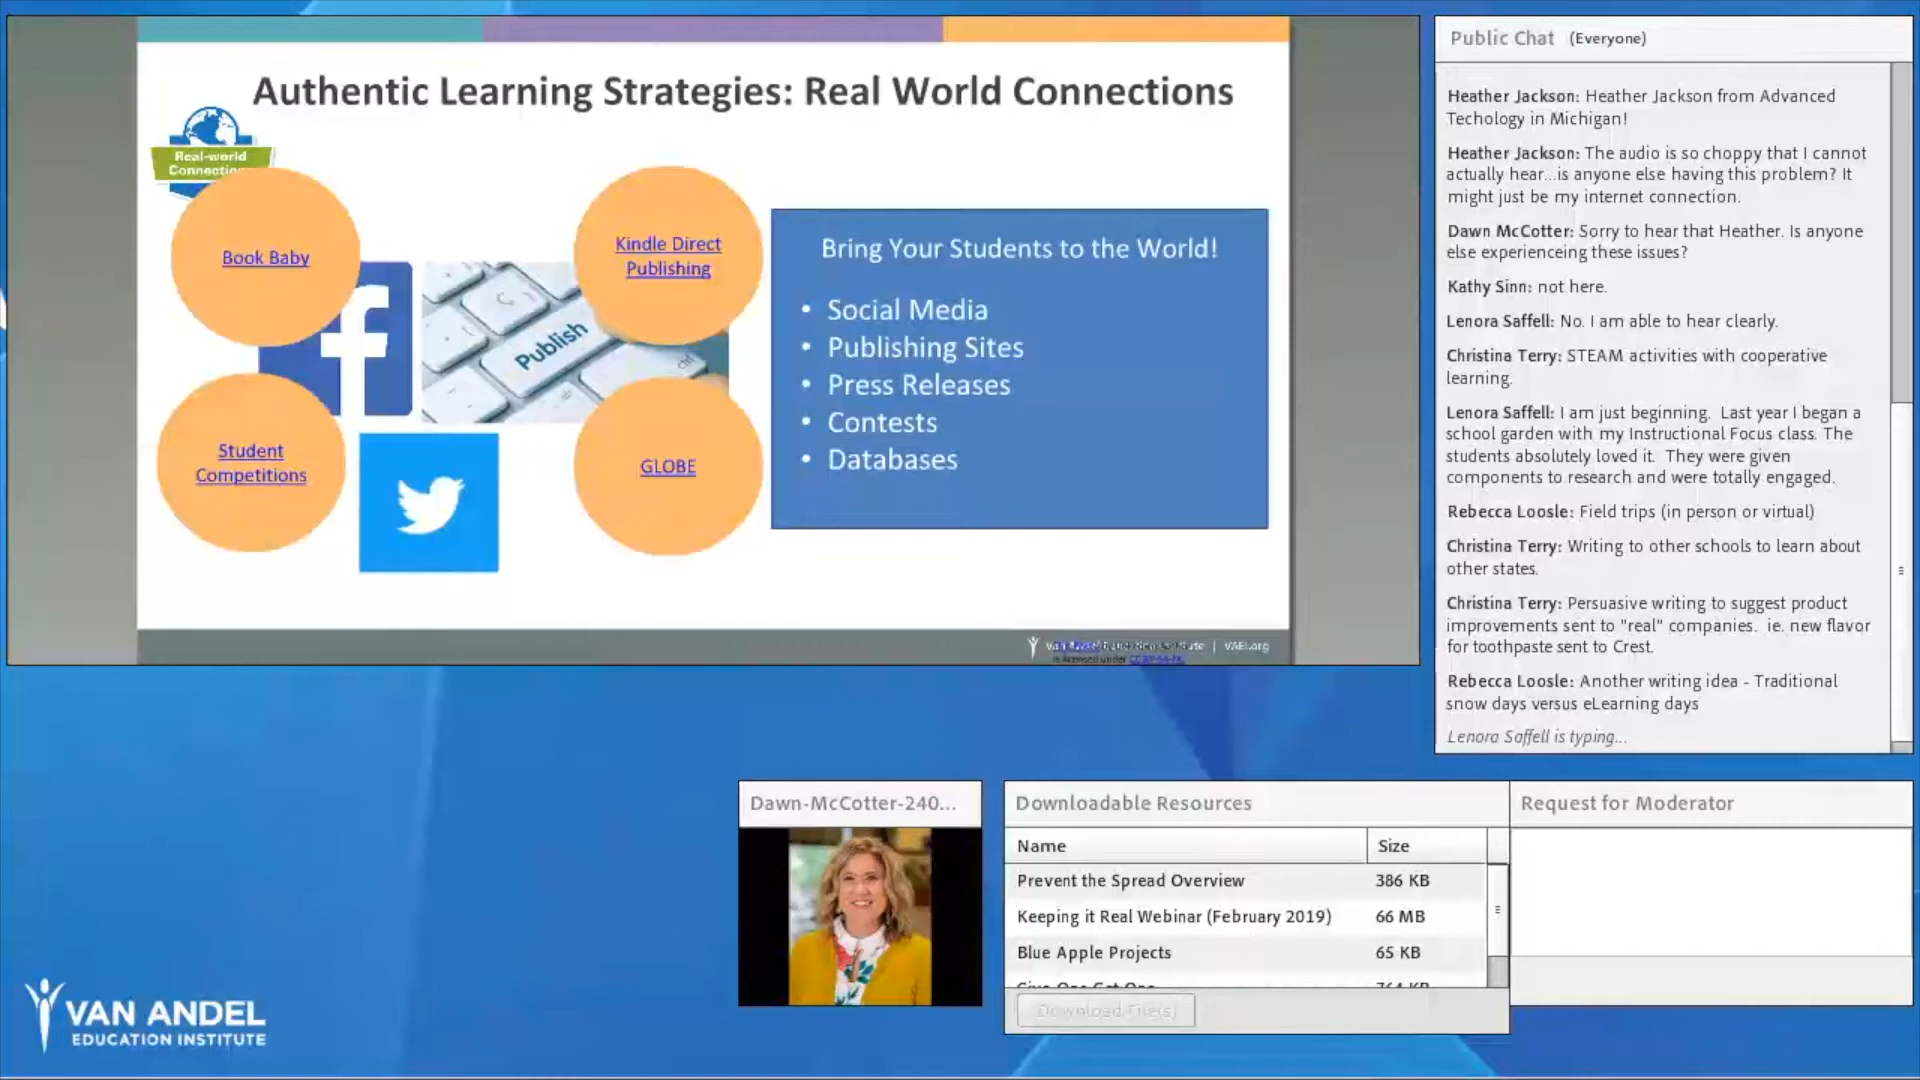 Authentic Learning Strategies: Real World Connections
Real-world
Book Baby
Kindle Direct
Publishing
Publish
C
ctrl
Student
Competitions
GLOBE
Bring Your Students to the World!
• Social Media
• Publishing Sites
• Press Releases
• Contests
• Databases
| VAEI.org
is licensed under
Public Chat (Everyone)
Heather Jackson: Heather Jackson from Advanced
Techology in Michigan!
Heather Jackson: The audio is so choppy that I cannot
actually hear...is anyone else having this problem? It
might just be my internet connection.
Dawn McCotter: Sorry to hear that Heather. Is anyone
else experienceing these issues?
Kathy Sinn: not here.
Lenora Saffell: No. I am able to hear clearly.
Christina Terry: STEAM activities with cooperative
learning.
Lenora Saffell: I am just beginning. Last year I began a
school garden with my Instructional Focus class. The
students absolutely loved it. They were given
components to research and were totally engaged.
Rebecca Loosle: Field trips (in person or virtual)
Christina Terry: Writing to other schools to learn about
other states.
Christina Terry: Persuasive writing to suggest product
improvements sent to "real" companies. ie. new flavor
for toothpaste sent to Crest.
Rebecca Loosle: Another writing idea - Traditional
snow days versus eLearning days
Lenora Saffell is typing...
Dawn-McCotter-240...
Downloadable Resources
Name Size
Prevent the Spread Overview 386 KB
Keeping it Real Webinar (February 2019) 66 MB
Blue Apple Projects 65 KB
Download File(s)
Request for Moderator
VAN ANDEL
EDUCATION INSTITUTE